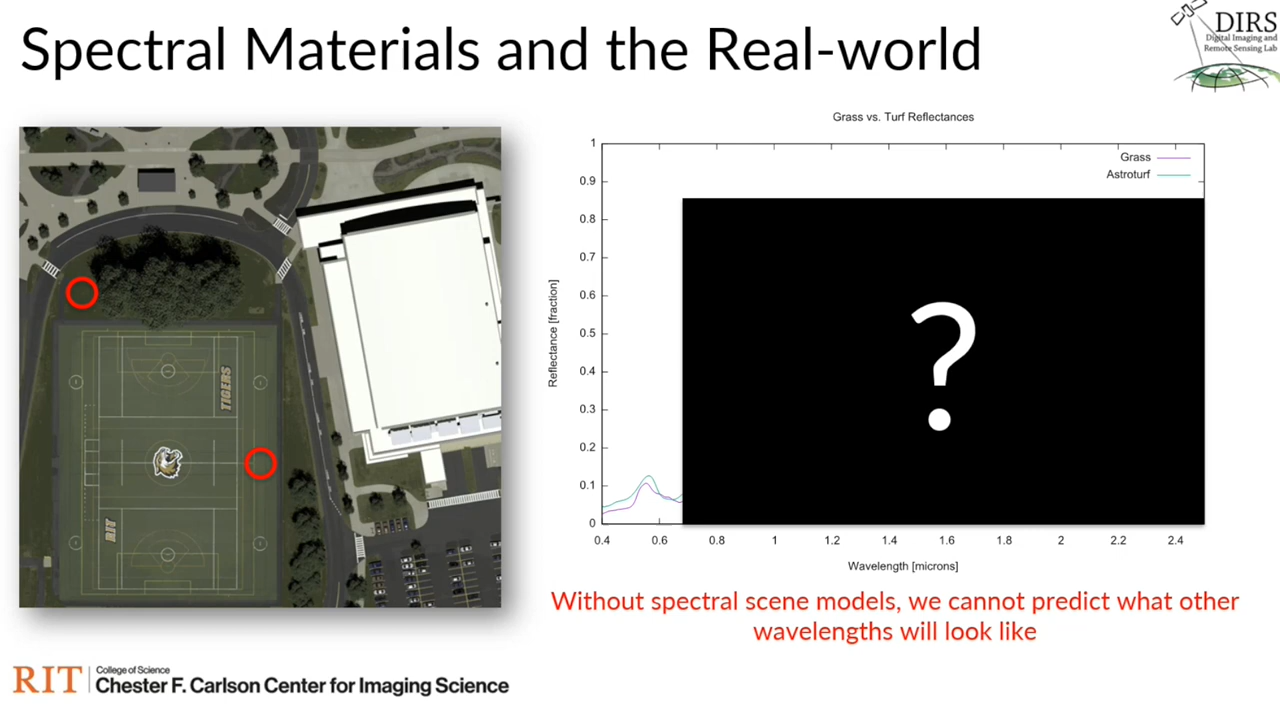 Spectral Materials and the Real-world
DIRS
Digital Imaging and
Remote Sensing Lab
TIGERS
RIT
Grass vs. Turf Reflectances
Grass
Astroturf
1
0.9
0.8
0.7
0.6
0.5
0.4
0.3
0.2
0.1
0
Reflectance [fraction]
?
0.4 0.6 0.8 1 1.2 1.4 1.6 1.8 2 2.2 2.4
Wavelength [microns]
Without spectral scene models, we cannot predict what other
wavelengths will look like
RIT
College of Science
Chester F. Carlson Center for Imaging Science